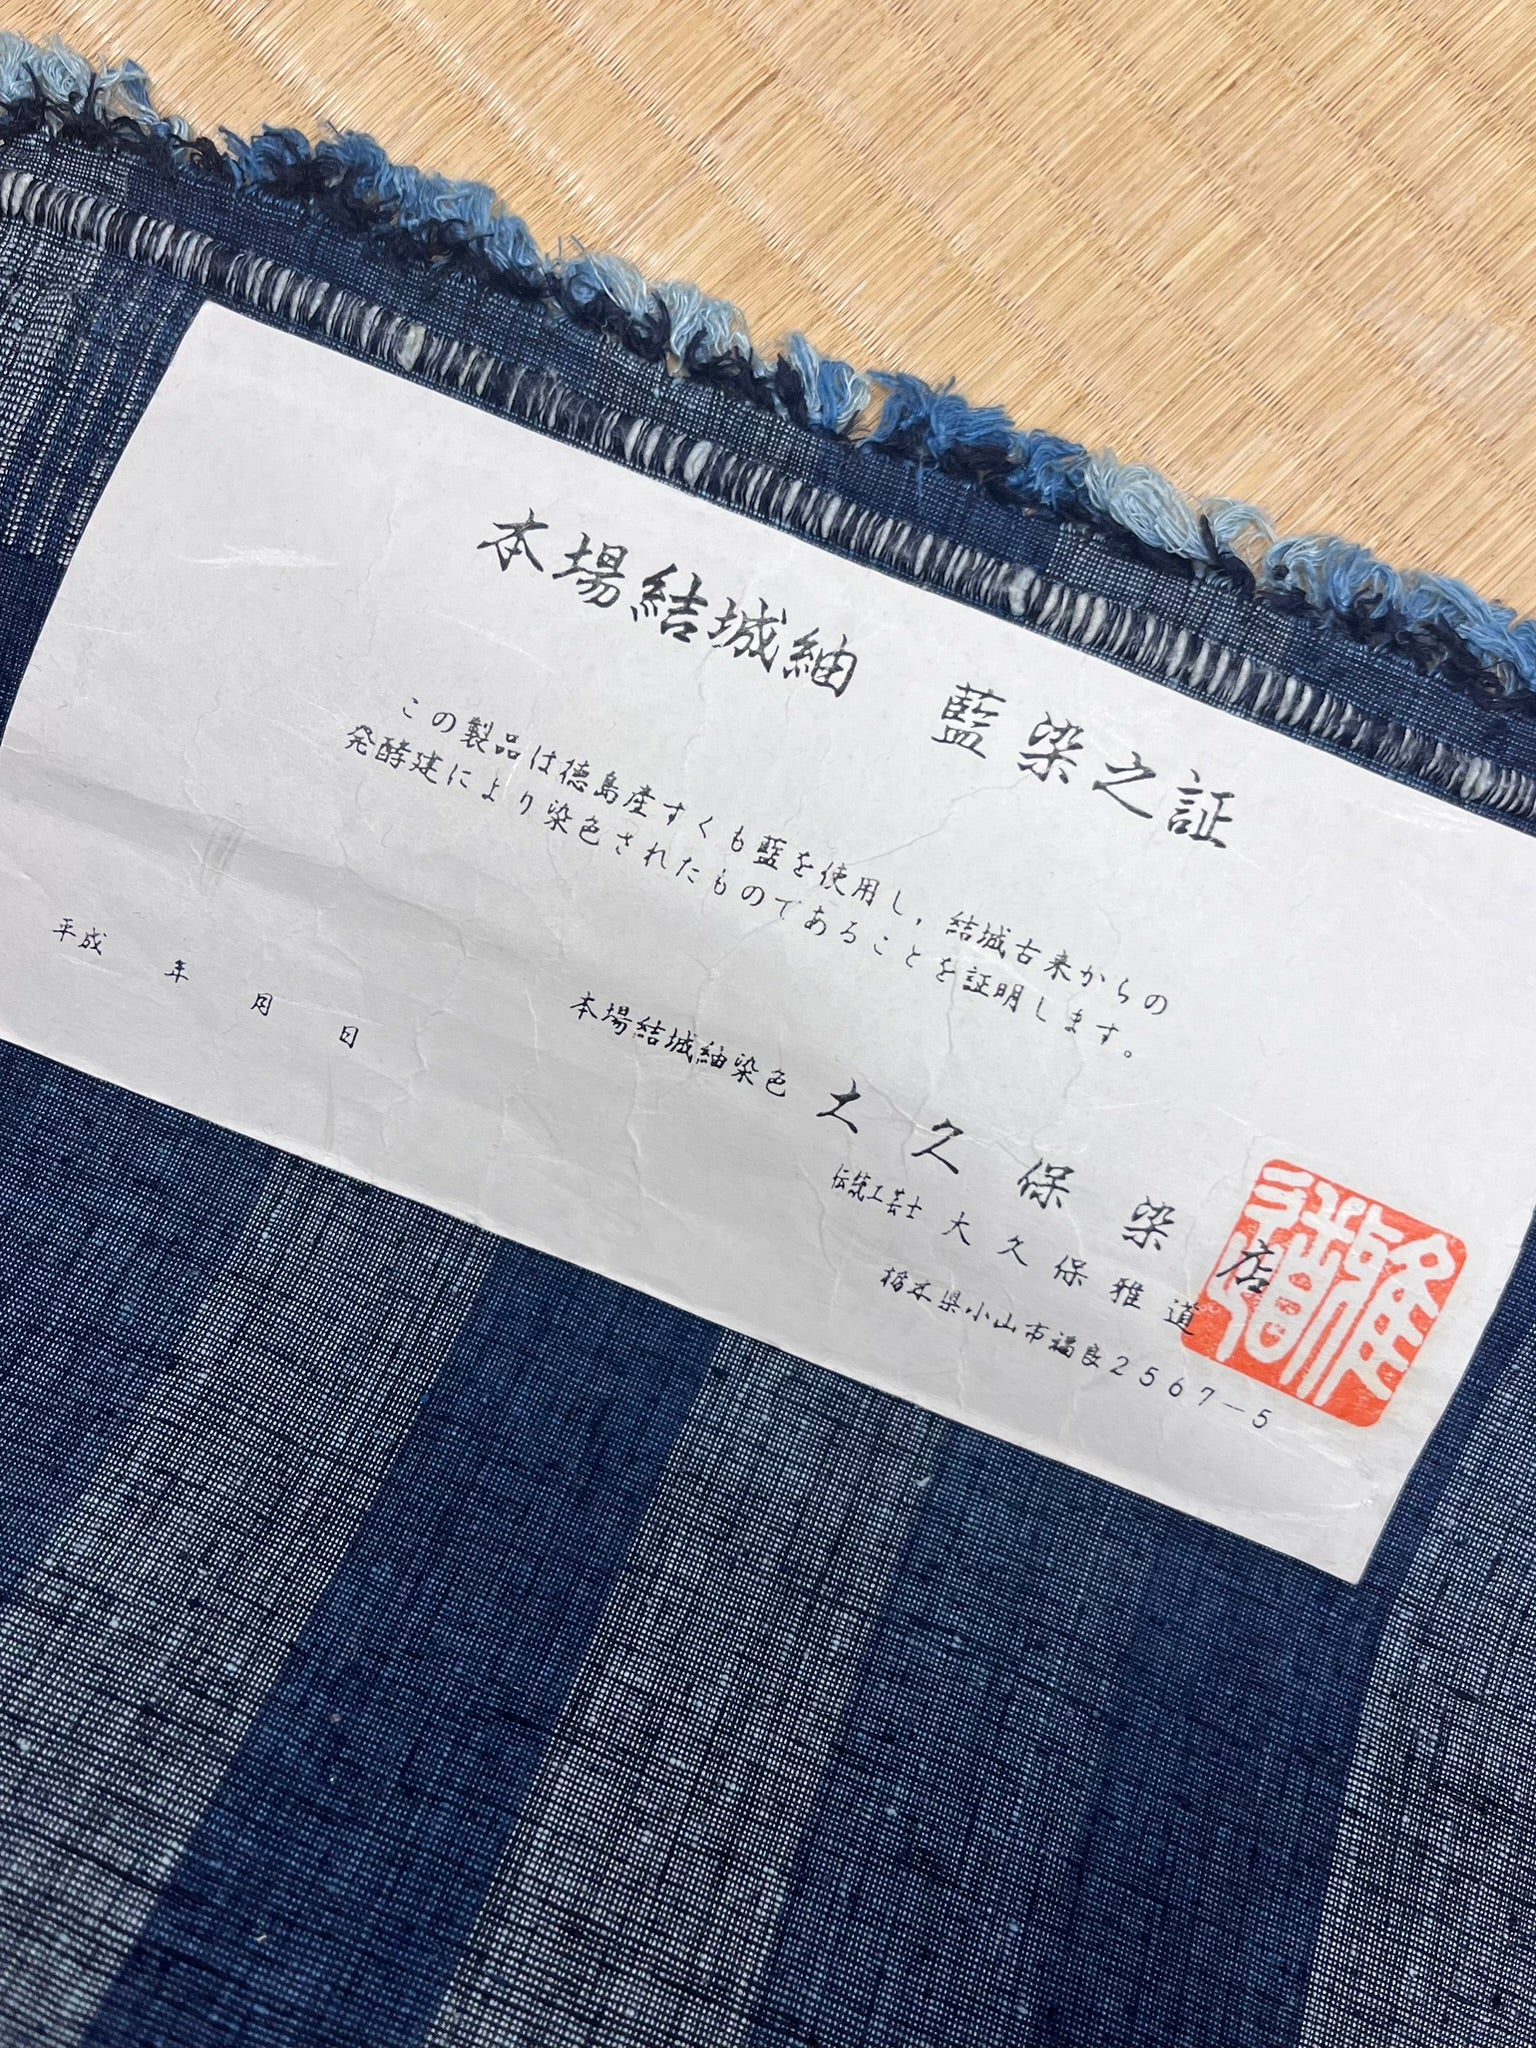 本場結城紬 藍染之証
この製品は徳島産すくも藍を使用し，結城古来からの
発酵建により染色されたものであることを証明します。
平成 年 月 日
本場結城紬染色 大久保染店
伝統工芸士 大久保雅道
栃木県小山市福良2567-5
雅道